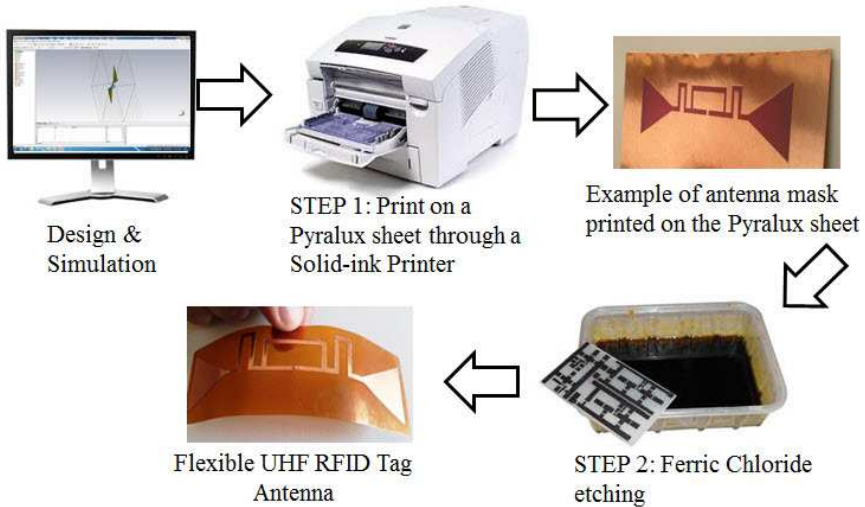 Design &
Simulation
STEP 1: Print on a
Pyralux sheet through a
Solid-ink Printer
Example of antenna mask
printed on the Pyralux sheet
STEP 2: Ferric Chloride
etching
Flexible UHF RFID Tag
Antenna